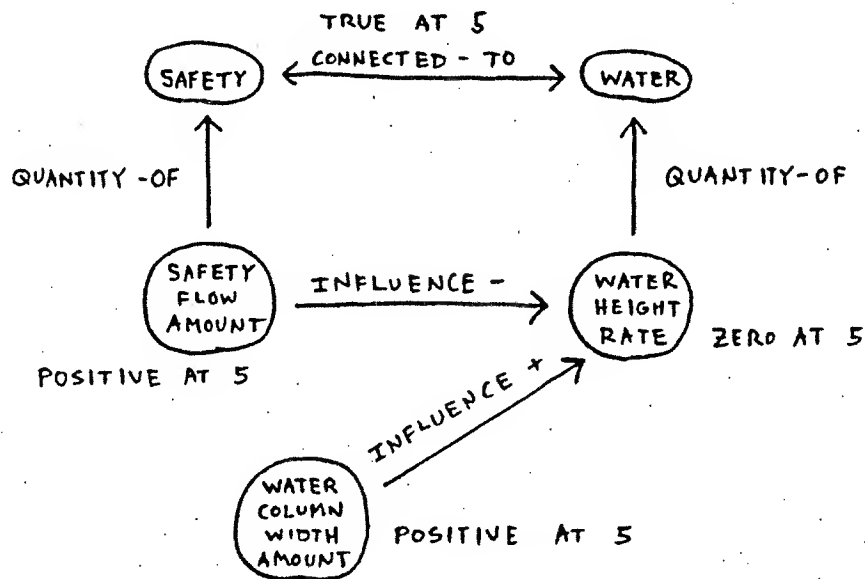 TRUE AT 5
CONNECTED - TO
SAFETY
WATER
QUANTITY - OF
QUANTITY - OF
SAFETY
FLOW
AMOUNT
INFLUENCE -
WATER
HEIGHT
RATE
ZERO AT 5
POSITIVE AT 5
INFLUENCE +
WATER
COLUMN
WIDTH
AMOUNT
POSITIVE AT 5